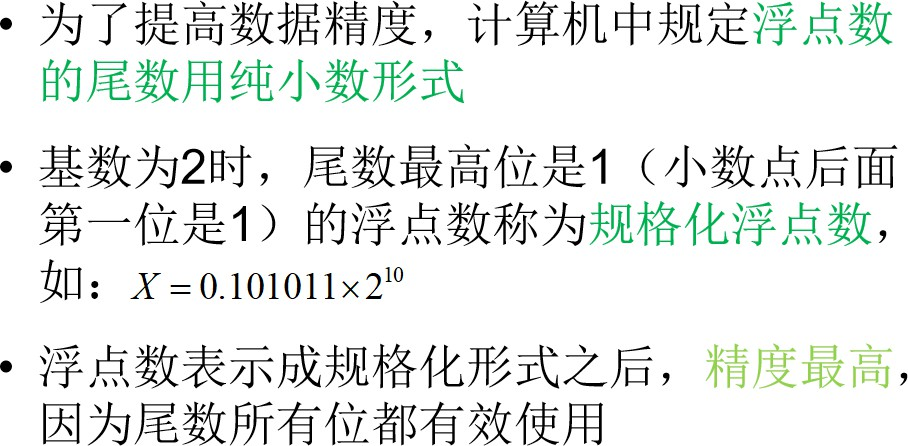 • 为了提高数据精度，计算机中规定浮点数
的尾数用纯小数形式
• 基数为2时，尾数最高位是1（小数点后面
第一位是1）的浮点数称为规格化浮点数，
如：X = 0.101011×2¹⁰
• 浮点数表示成规格化形式之后，精度最高，
因为尾数所有位都有效使用